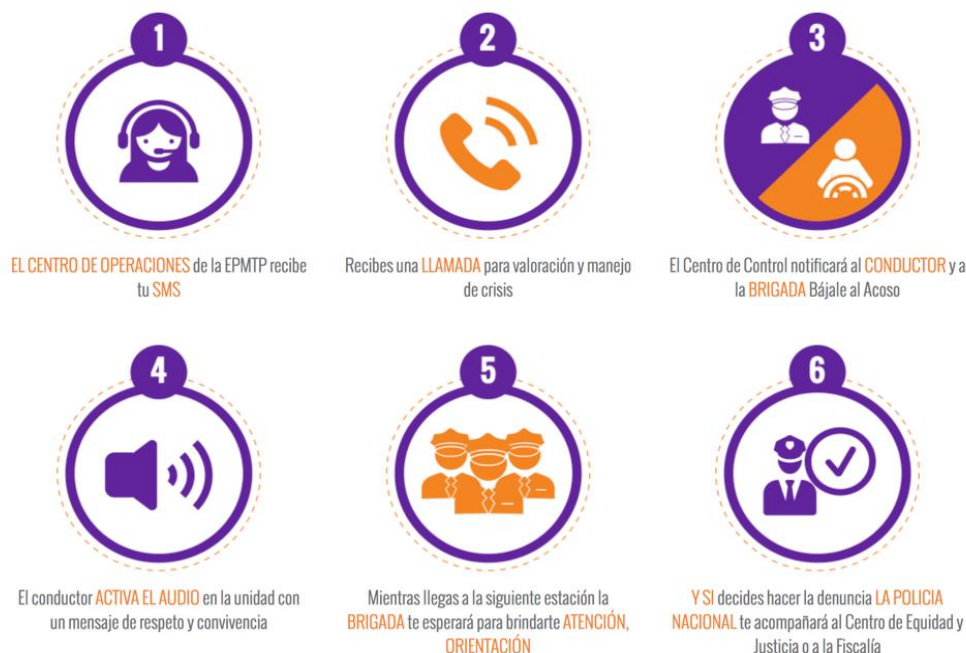 1
EL CENTRO DE OPERACIONES de la EPMTP recibe
tu SMS
2
Recibes una LLAMADA para valoración y manejo
de crisis
3
El Centro de Control notificará al CONDUCTOR y a
la BRIGADA Bájale al Acoso
4
El conductor ACTIVA EL AUDIO en la unidad con
un mensaje de respeto y convivencia
5
Mientras llegas a la siguiente estación la
BRIGADA te esperará para brindarte ATENCIÓN,
ORIENTACIÓN
6
Y SI decides hacer la denuncia LA POLICIA
NACIONAL te acompañará al Centro de Equidad y
Justicia o a la Fiscalía